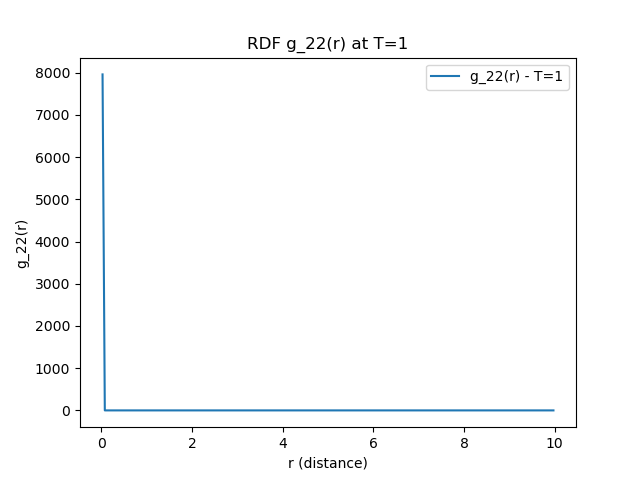 RDF g_22(r) at T=1
g_22(r) - T=1
8000
7000
6000
5000
4000
3000
2000
1000
0
g_22(r)
0 2 4 6 8 10
r (distance)